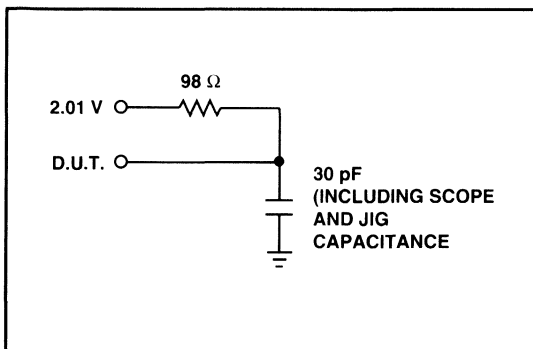 98 Ω
2.01 V
D.U.T.
30 pF
(INCLUDING SCOPE
AND JIG
CAPACITANCE